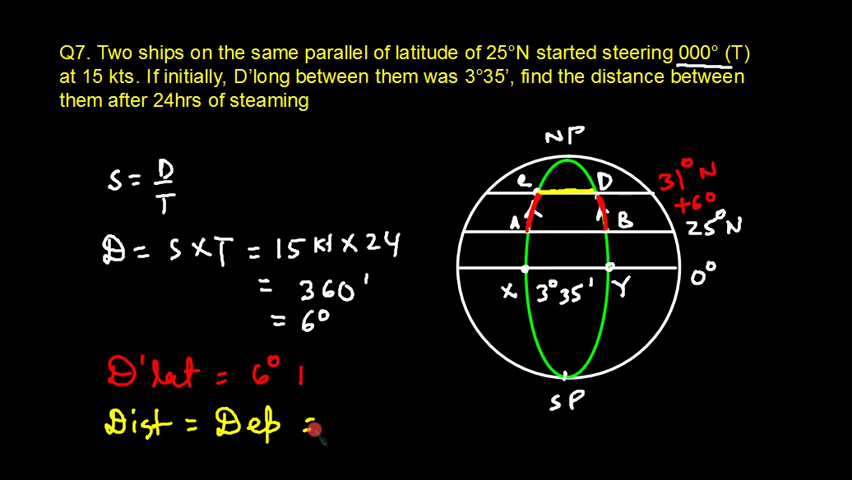 Q7. Two ships on the same parallel of latitude of 25°N started steering 000° (T)
at 15 kts. If initially, D'long between them was 3°35', find the distance between
them after 24hrs of steaming
S = D/T
D = S X T = 15 kt X 24
= 360'
= 6°
D'lat = 6° 1
Dist = Dep =
NP
C D 31° N
+6°
A B 25° N
X 3° 35' Y 0°
SP